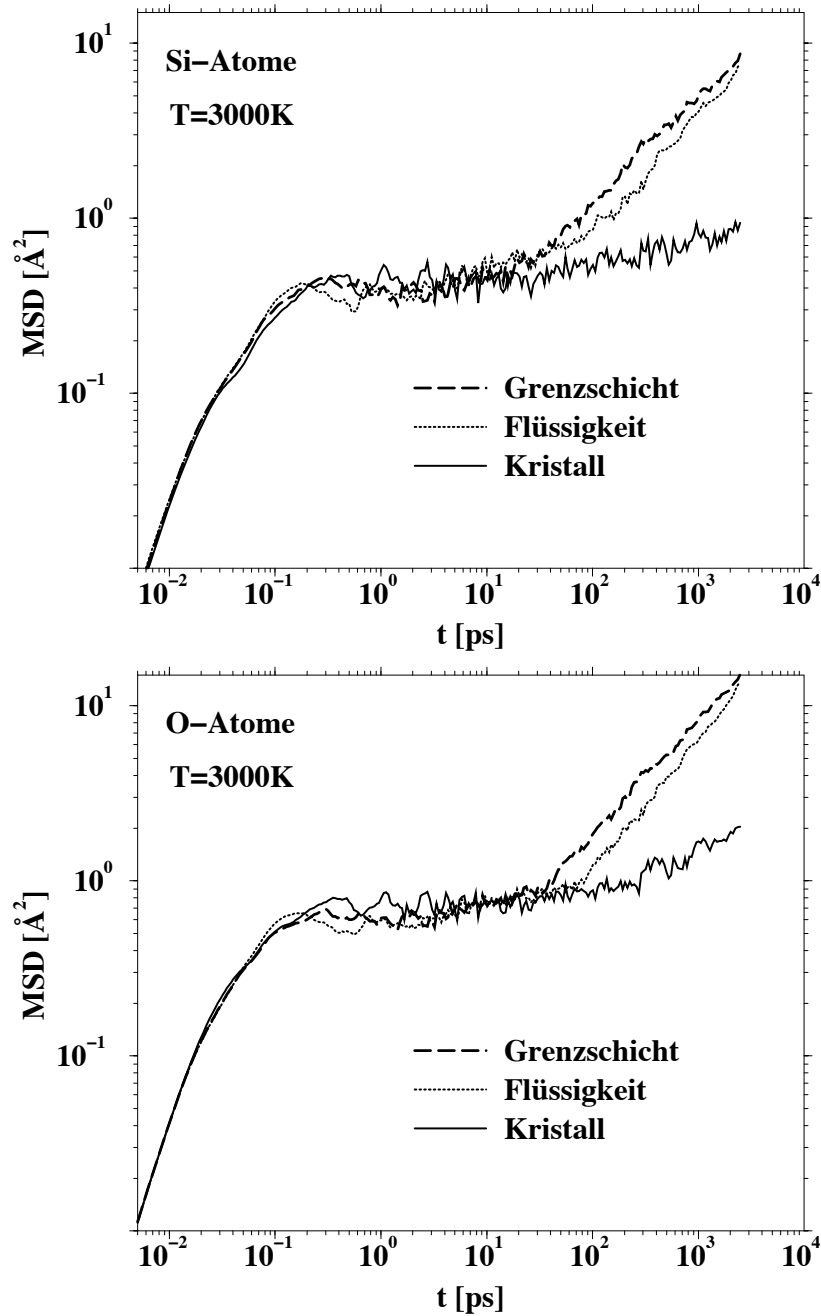 10¹
Si–Atome
T=3000K
10⁰
MSD [Å²]
10⁻¹
Grenzschicht
Flüssigkeit
Kristall
10⁻² 10⁻¹ 10⁰ 10¹ 10² 10³ 10⁴
t [ps]
10¹
O–Atome
T=3000K
10⁰
MSD [Å²]
10⁻¹
Grenzschicht
Flüssigkeit
Kristall
10⁻² 10⁻¹ 10⁰ 10¹ 10² 10³ 10⁴
t [ps]